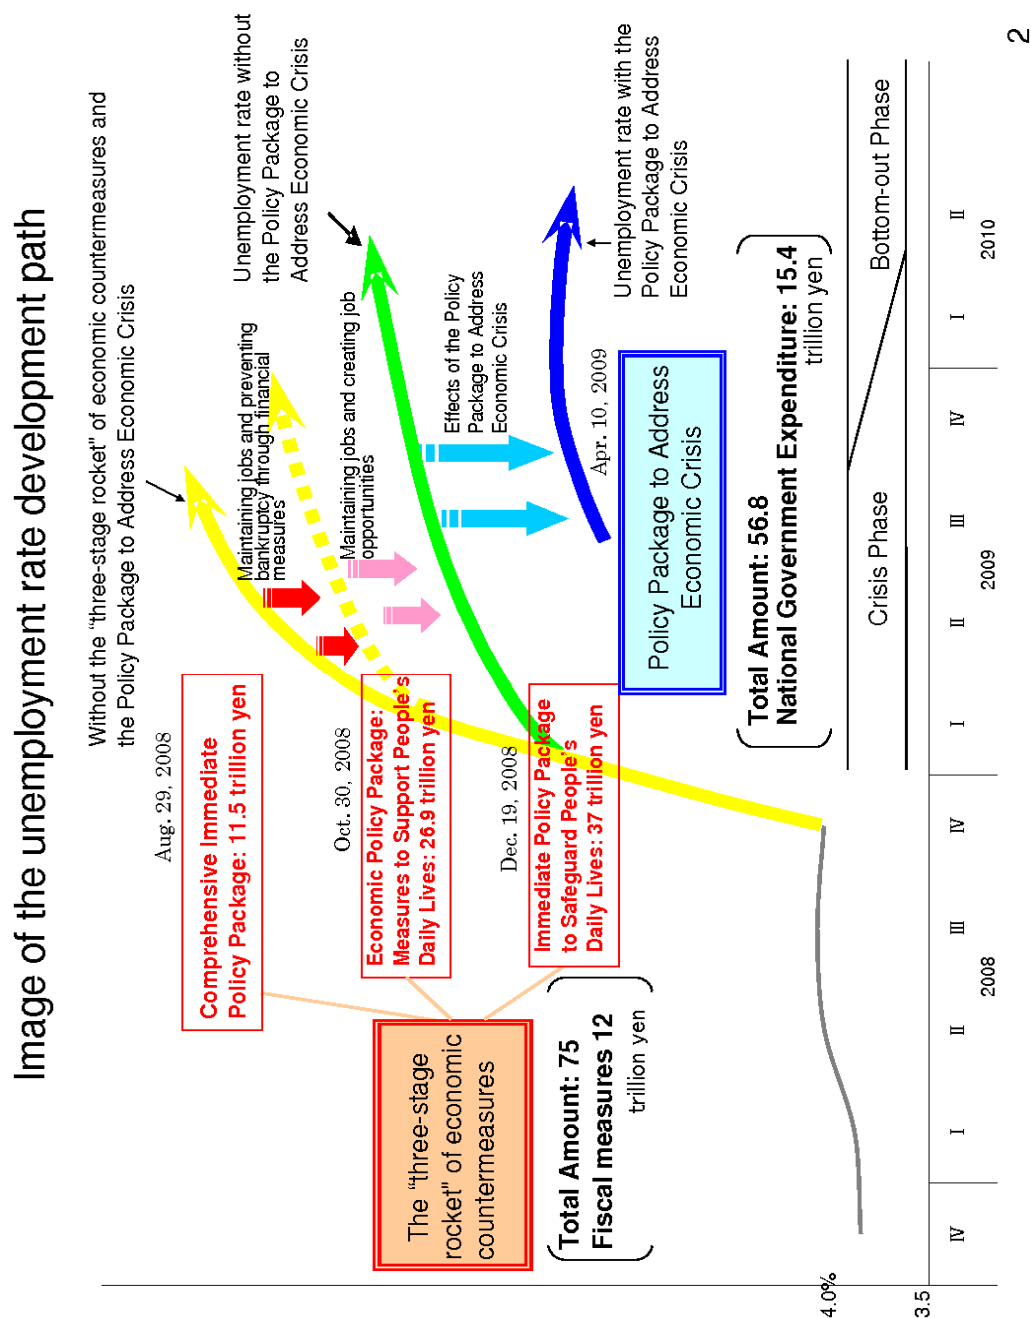 Image of the unemployment rate development path
Without the “three-stage rocket” of economic countermeasures and
the Policy Package to Address Economic Crisis
Aug. 29, 2008
Comprehensive Immediate
Policy Package: 11.5 trillion yen
Maintaining jobs and preventing
bankruptcy through financial
measures
Unemployment rate without
the Policy Package to
Address Economic Crisis
Oct. 30, 2008
Economic Policy Package:
Measures to Support People's
Daily Lives: 26.9 trillion yen
Maintaining jobs and creating job
opportunities
The “three-stage
rocket” of economic
countermeasures
Dec. 19, 2008
Immediate Policy Package
to Safeguard People's
Daily Lives: 37 trillion yen
Effects of the Policy
Package to Address
Economic Crisis
Total Amount: 75
Fiscal measures 12
trillion yen
Apr. 10, 2009
Policy Package to Address
Economic Crisis
Unemployment rate with the
Policy Package to Address
Economic Crisis
Total Amount: 56.8
National Government Expenditure: 15.4
trillion yen
4.0%
Crisis Phase
Bottom-out Phase
3.5
Ⅳ Ⅰ Ⅱ Ⅲ Ⅳ Ⅰ Ⅱ Ⅲ Ⅳ Ⅰ Ⅱ
2008 2009 2010
2